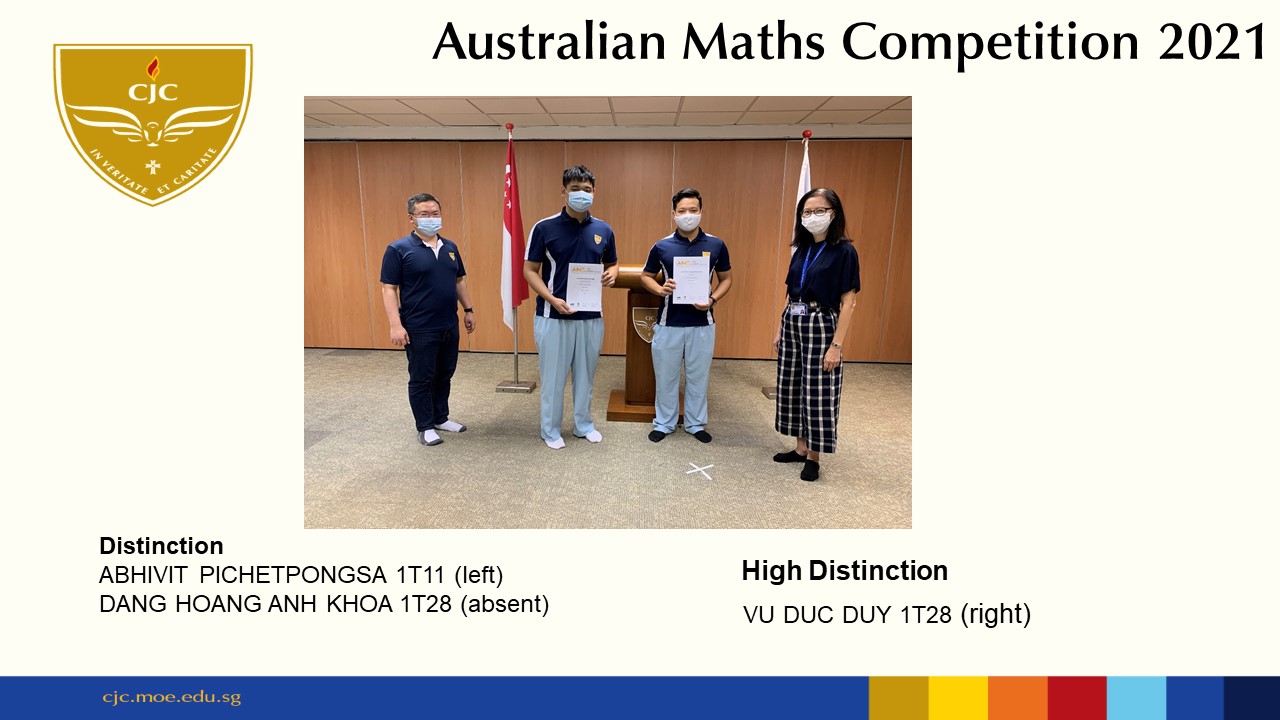 Australian Maths Competition 2021
CJC
IN VERITATE ET CARITATE
Distinction
ABHIVIT PICHETPONGSA 1T11 (left)
DANG HOANG ANH KHOA 1T28 (absent)
High Distinction
VU DUC DUY 1T28 (right)
cjc.moe.edu.sg